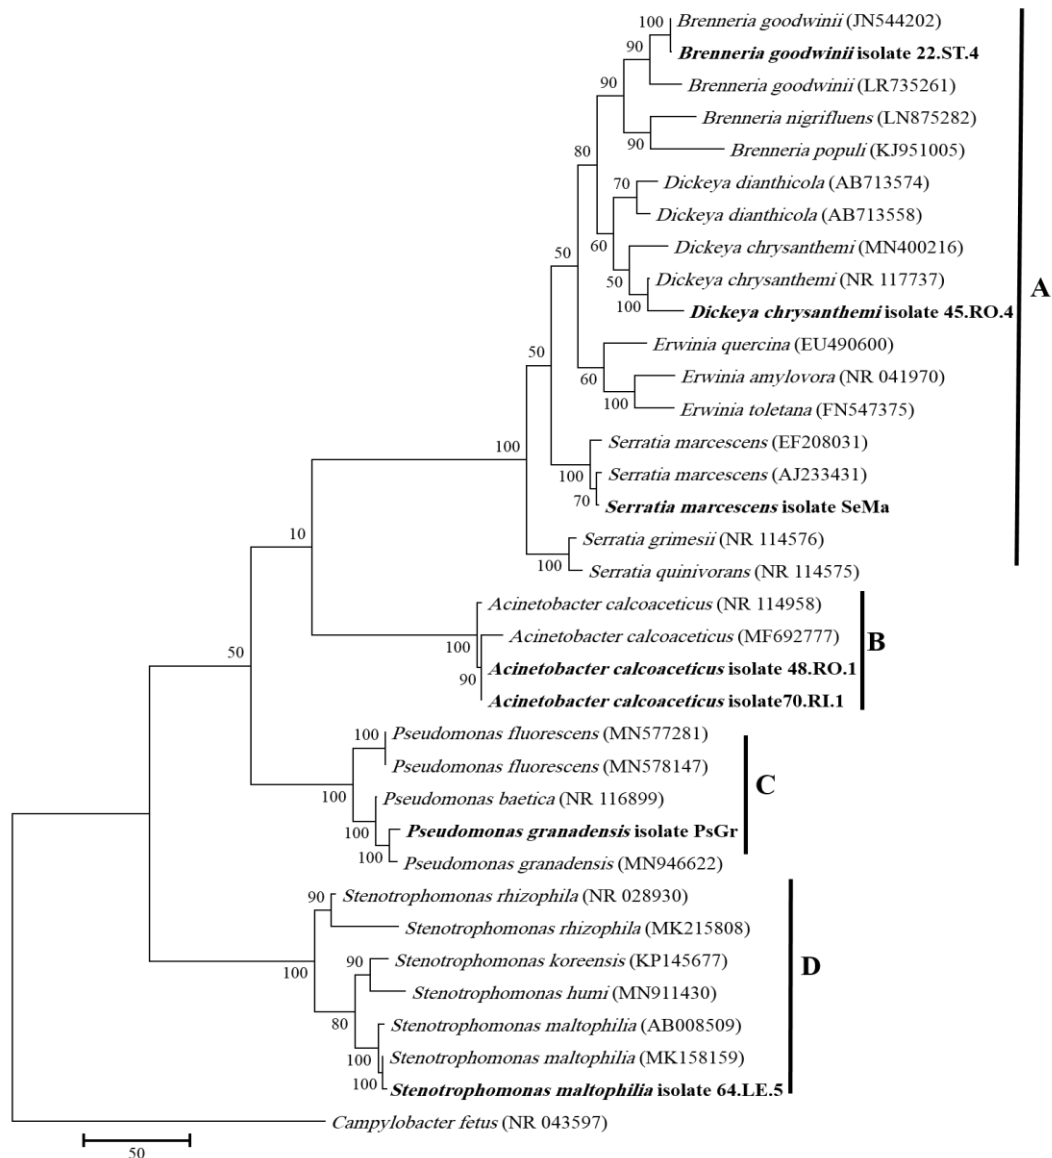 100 Brenneria goodwinii (JN544202)
90 Brenneria goodwinii isolate 22.ST.4
90 Brenneria goodwinii (LR735261)
Brenneria nigrifluens (LN875282)
90 Brenneria populi (KJ951005)
80
70 Dickeya dianthicola (AB713574)
Dickeya dianthicola (AB713558)
60 Dickeya chrysanthemi (MN400216)
50
50 Dickeya chrysanthemi (NR 117737)
A
100 Dickeya chrysanthemi isolate 45.RO.4
Erwinia quercina (EU490600)
50
60 Erwinia amylovora (NR 041970)
100 Erwinia toletana (FN547375)
100 Serratia marcescens (EF208031)
100 Serratia marcescens (AJ233431)
70 Serratia marcescens isolate SeMa
10 Serratia grimesii (NR 114576)
100 Serratia quinivorans (NR 114575)
Acinetobacter calcoaceticus (NR 114958)
100 Acinetobacter calcoaceticus (MF692777)
B
50
90 Acinetobacter calcoaceticus isolate 48.RO.1
Acinetobacter calcoaceticus isolate70.RI.1
100 Pseudomonas fluorescens (MN577281)
Pseudomonas fluorescens (MN578147)
C
100 Pseudomonas baetica (NR 116899)
100 Pseudomonas granadensis isolate PsGr
100 Pseudomonas granadensis (MN946622)
90 Stenotrophomonas rhizophila (NR 028930)
Stenotrophomonas rhizophila (MK215808)
90 Stenotrophomonas koreensis (KP145677)
D
100
Stenotrophomonas humi (MN911430)
80 Stenotrophomonas maltophilia (AB008509)
100 Stenotrophomonas maltophilia (MK158159)
100 Stenotrophomonas maltophilia isolate 64.LE.5
Campylobacter fetus (NR 043597)
50